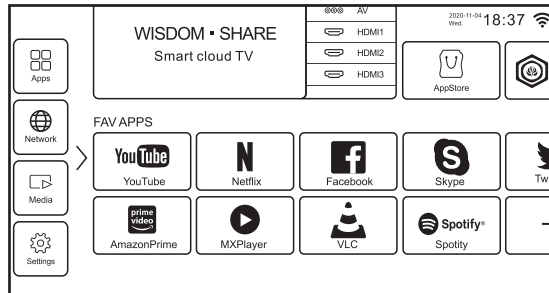 AV
HDMI1
HDMI2
HDMI3
WISDOM ▪ SHARE
Smart cloud TV
2020-11-04
Wed.
18:37
AppStore
Apps
Network
Media
Settings
FAV APPS
YouTube
YouTube
N
Netflix
f
Facebook
S
Skype
Tw
prime
video
AmazonPrime
MXPlayer
VLC
Spotify®
Spotity